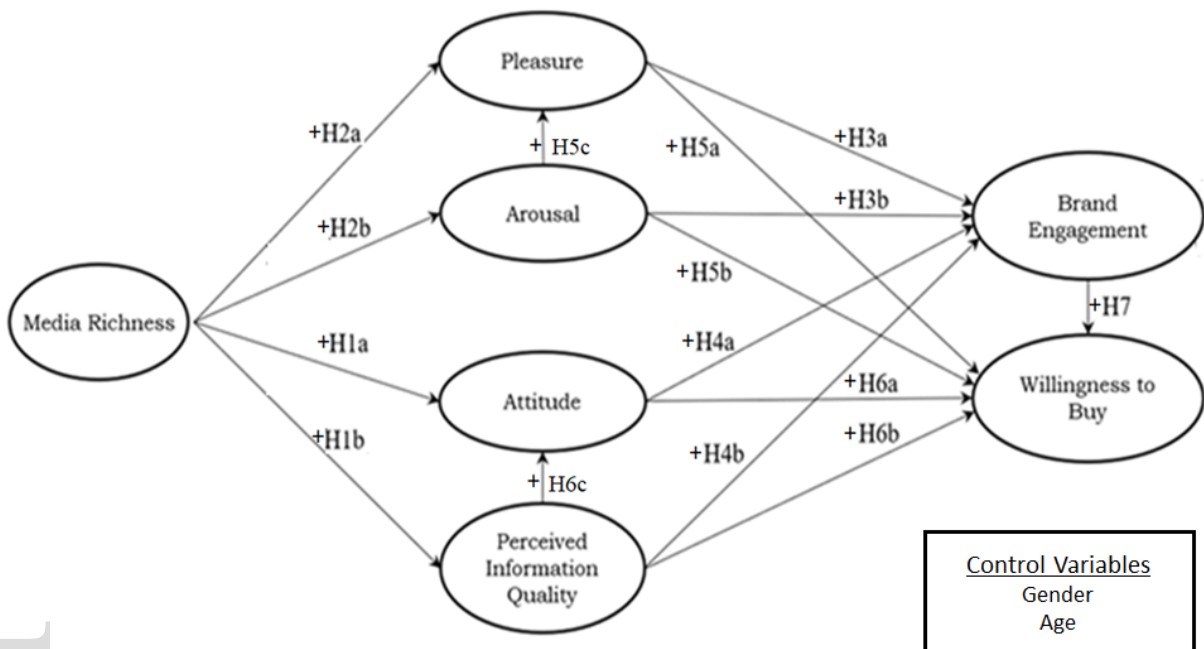 Pleasure
+H2a
+H5a
+H3a
+ H5c
Arousal
+H3b
Brand
Engagement
+H2b
+H5b
Media Richness
+H7
+H1a
+H4a
Attitude
+H6a
Willingness to
Buy
+H1b
+H4b
+H6b
+ H6c
Perceived
Information
Quality
Control Variables
Gender
Age